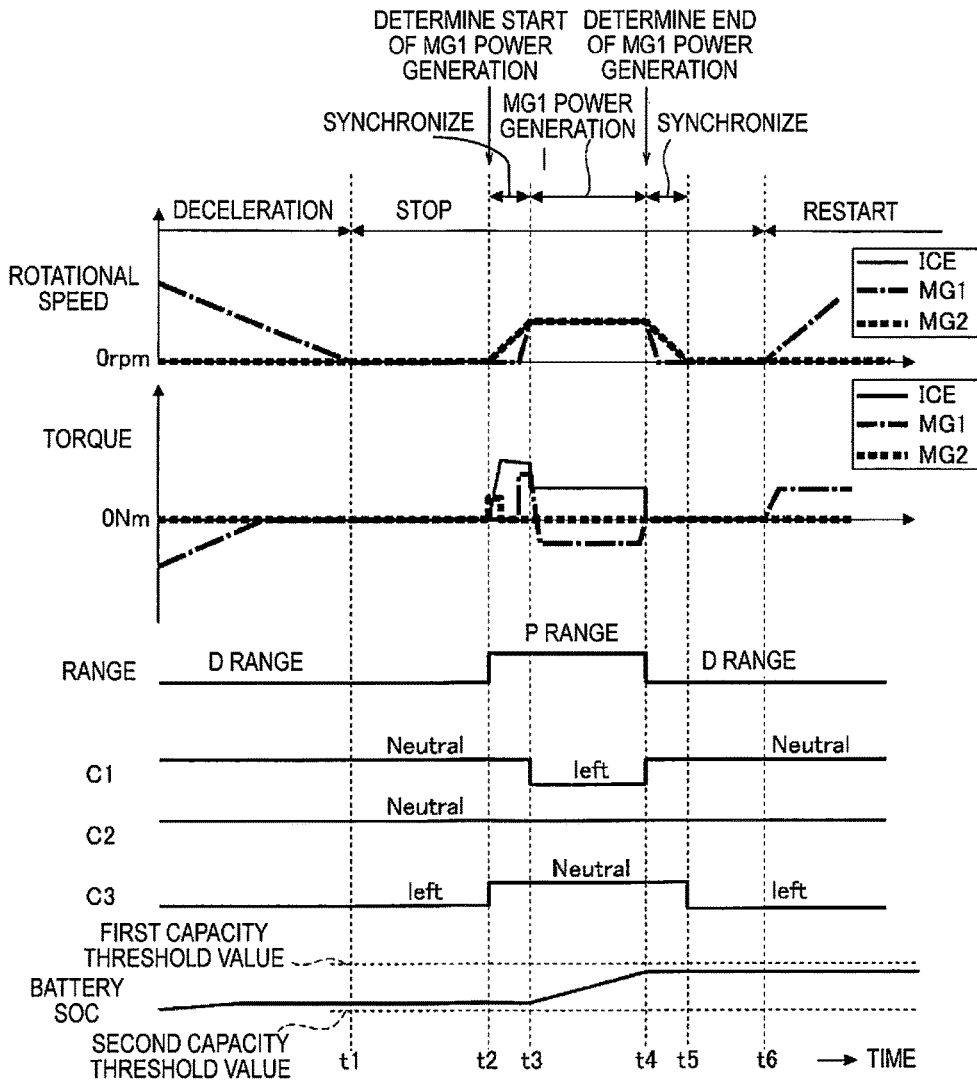 DETERMINE START
OF MG1 POWER
GENERATION
DETERMINE END
OF MG1 POWER
GENERATION
SYNCHRONIZE
MG1 POWER
GENERATION
SYNCHRONIZE
DECELERATION
STOP
RESTART
ROTATIONAL
SPEED
0rpm
ICE
MG1
MG2
TORQUE
0Nm
ICE
MG1
MG2
RANGE
D RANGE
P RANGE
D RANGE
C1
Neutral
left
Neutral
C2
Neutral
C3
left
Neutral
left
FIRST CAPACITY
THRESHOLD VALUE
BATTERY
SOC
SECOND CAPACITY
THRESHOLD VALUE
t1 t2 t3 t4 t5 t6 TIME